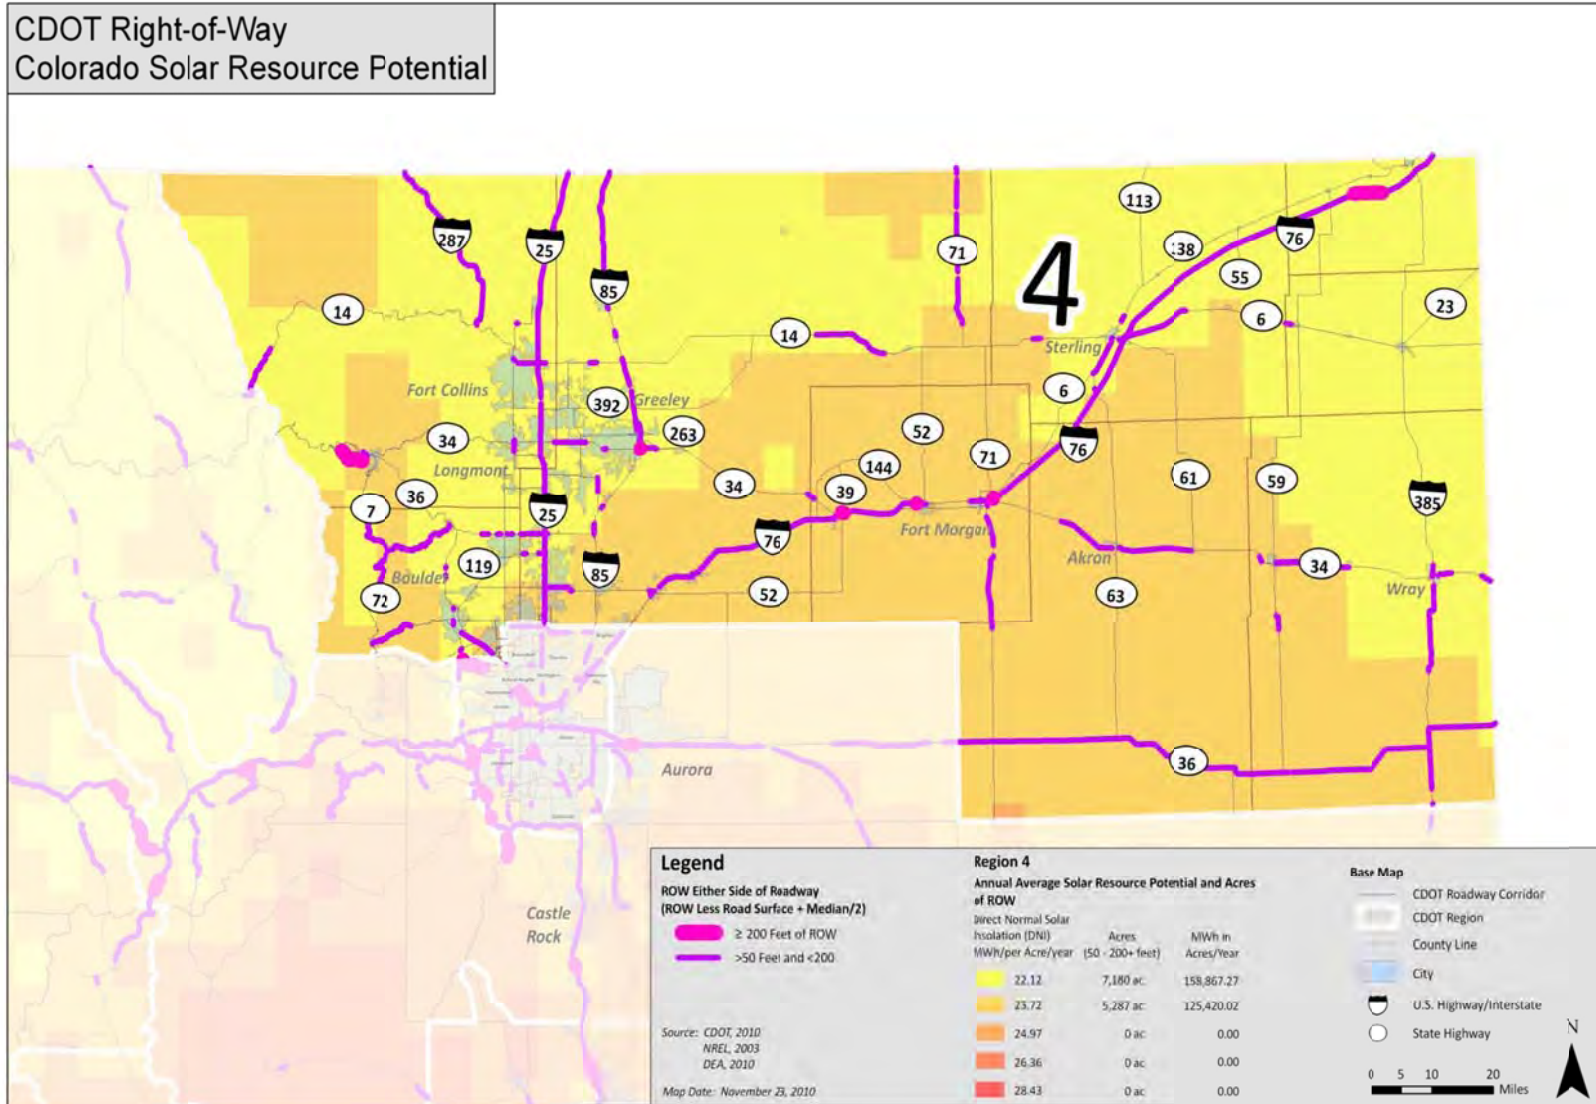 CDOT Right-of-Way
Colorado Solar Resource Potential
113
287
25
71
138
76
4
55
85
23
14
14
6
Sterling
Fort Collins
6
392
Greeley
263
52
34
76
71
Longmont
144
61
59
34
36
39
385
7
25
Fort Morgan
76
Akron
119
85
34
Boulder
Wray
72
52
63
36
Aurora
Castle
Rock
Legend
ROW Either Side of Roadway
(ROW Less Road Surface + Median/2)
≥ 200 Feet of ROW
>50 Feet and <200
Source: CDOT, 2010
NREL, 2003
DEA, 2010
Map Date: November 23, 2010
Region 4
Annual Average Solar Resource Potential and Acres
of ROW
Direct Normal Solar
Insolation (DNI)
MWh/per Acre/year
Acres
(50 - 200+ feet)
MWh in
Acres/Year
22.12 7,180 ac 158,867.27
23.72 5,287 ac 125,420.02
24.97 0 ac 0.00
26.36 0 ac 0.00
28.43 0 ac 0.00
Base Map
CDOT Roadway Corridor
CDOT Region
County Line
City
U.S. Highway/Interstate
State Highway
N
0 5 10 20
Miles